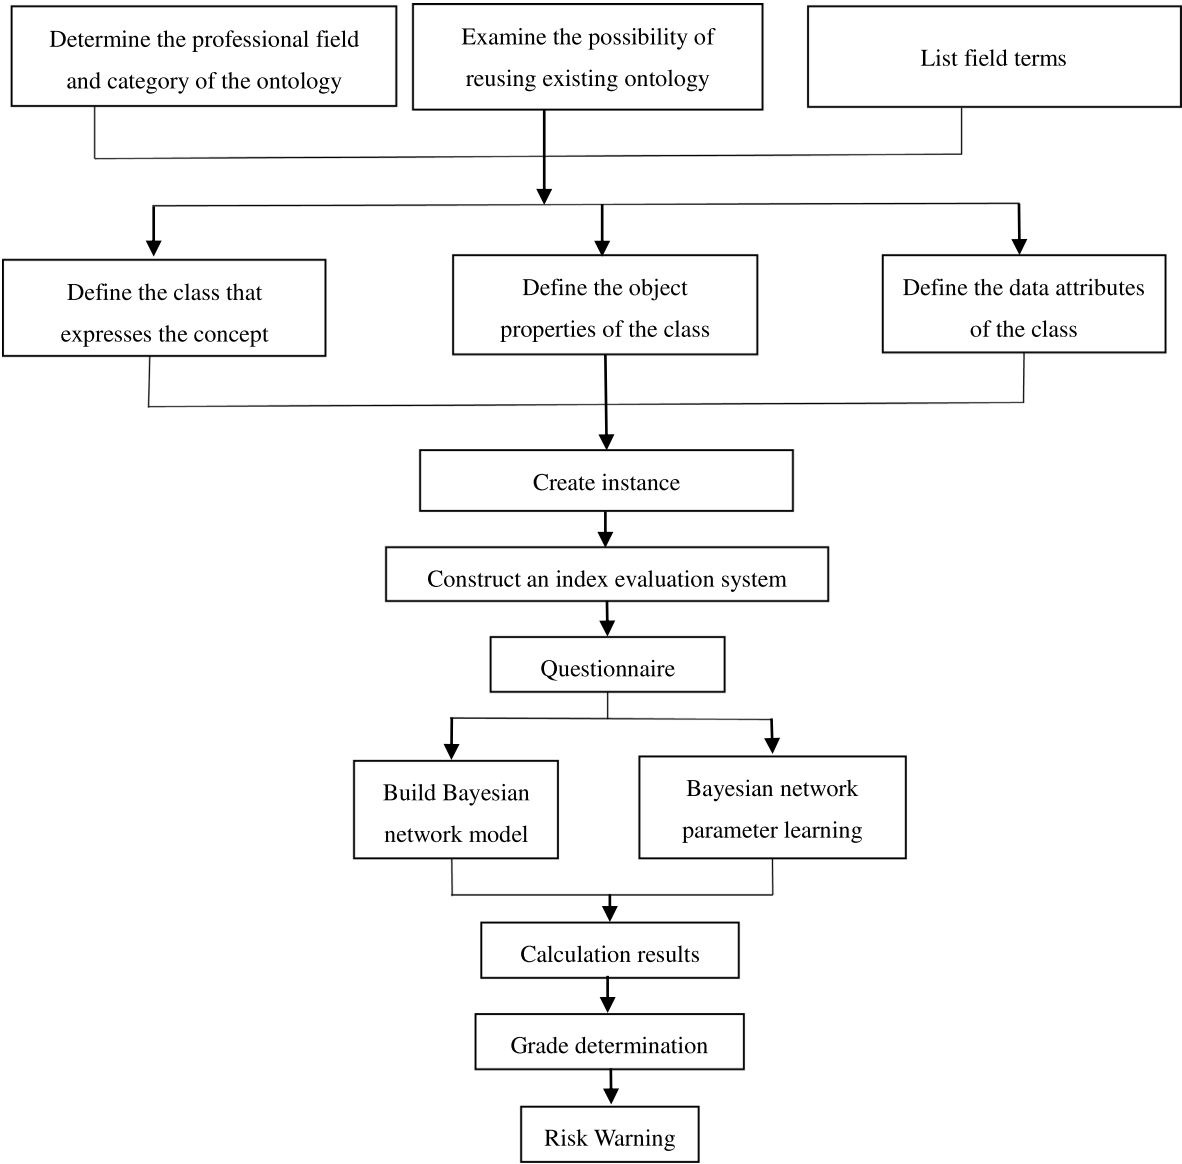 Determine the professional field
and category of the ontology
Examine the possibility of
reusing existing ontology
List field terms
Define the class that
expresses the concept
Define the object
properties of the class
Define the data attributes
of the class
Create instance
Construct an index evaluation system
Questionnaire
Build Bayesian
network model
Bayesian network
parameter learning
Calculation results
Grade determination
Risk Warning